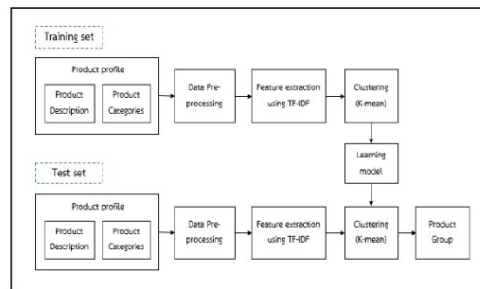 Training set
Product profile
Product
Description
Product
Categories
Data Pre-
processing
Feature extraction
using TF-IDF
Clustering
(K-mean)
Learning
model
Test set
Product profile
Product
Description
Product
Categories
Data Pre-
processing
Feature extraction
using TF-IDF
Clustering
(K-mean)
Product
Group